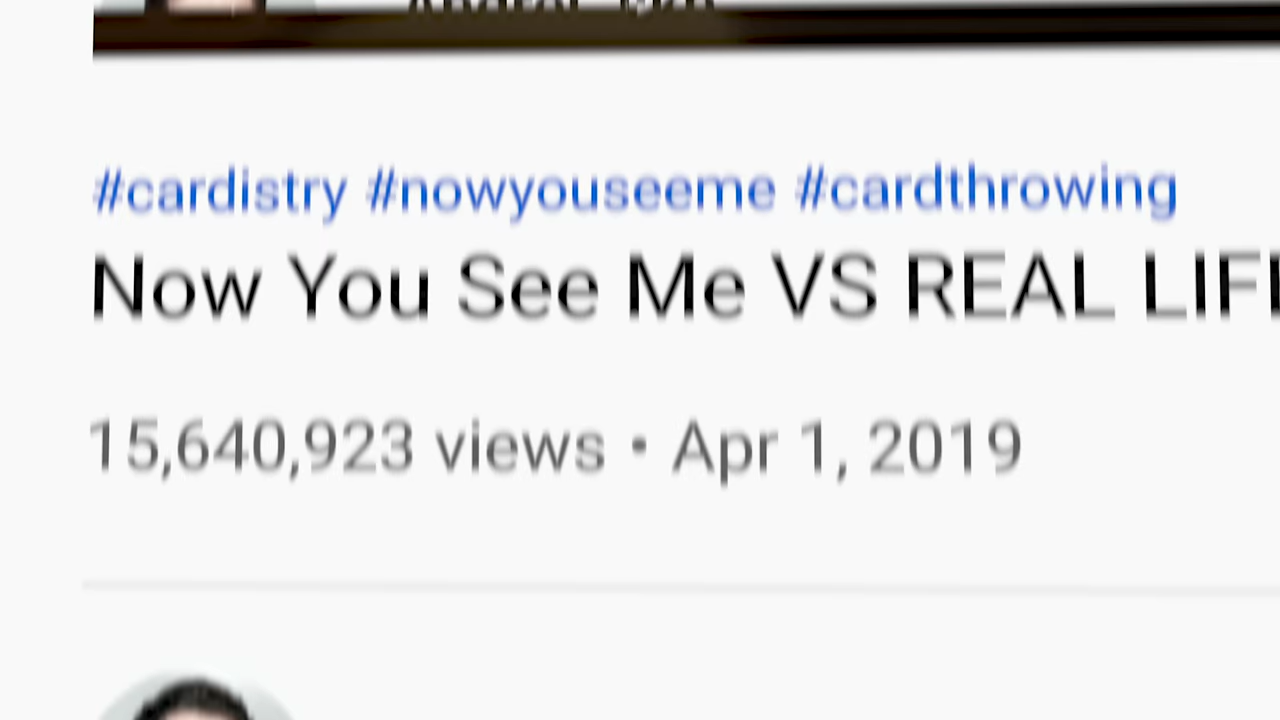 #cardistry #nowyouseeme #cardthrowing
Now You See Me VS REAL LIFE
15,640,923 views • Apr 1, 2019